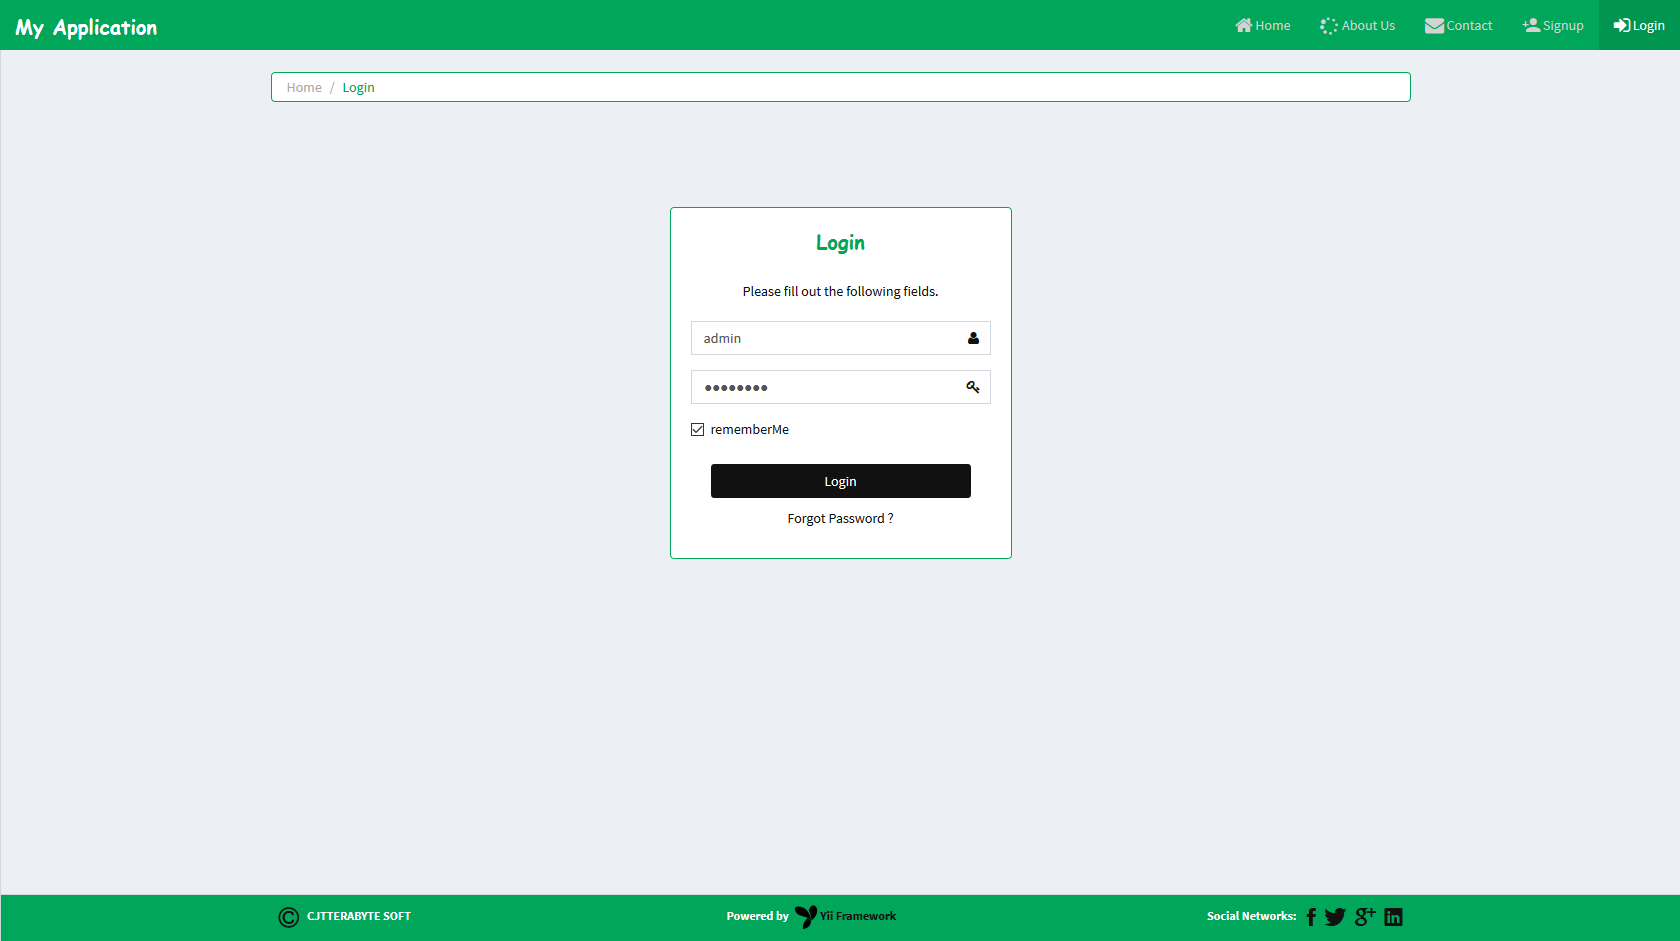 My Application
Home
About Us
Contact
Signup
Login
Home / Login
Login
Please fill out the following fields.
admin
••••••••
rememberMe
Login
Forgot Password ?
© CJTTERABYTE SOFT
Powered by Yii Framework
Social Networks: